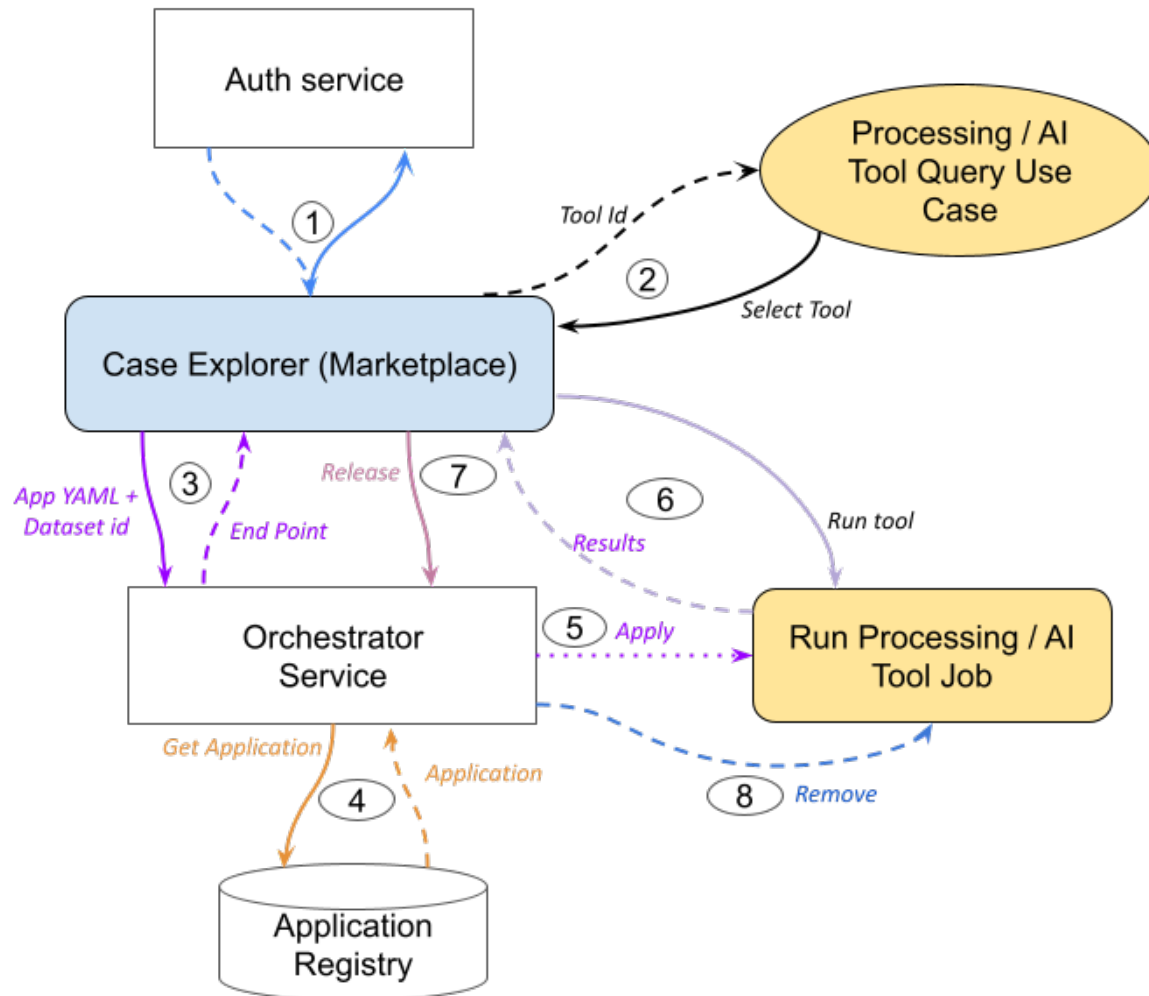 Auth service
Processing / AI
Tool Query Use
Case
1
Tool Id
2
Select Tool
Case Explorer (Marketplace)
3
App YAML +
Dataset id
End Point
Release
7
6
Results
Run tool
Orchestrator
Service
5
Apply
Run Processing / AI
Tool Job
Get Application
Application
4
8
Remove
Application
Registry